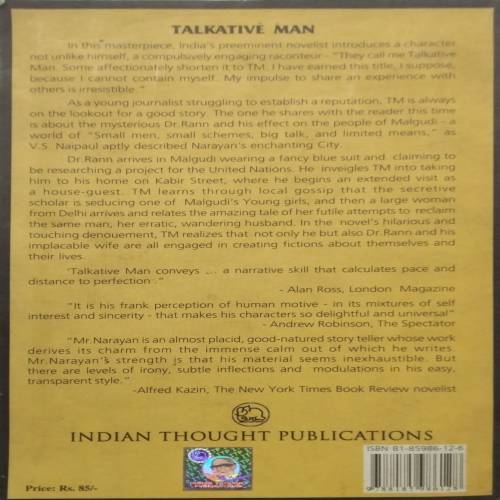 TALKATIVE MAN
In this masterpiece, India's preeminent novelist introduces a character
not unlike himself, a compulsively engaging raconteur - "They call me Talkative
Man. Some affectionately shorten it to TM. I have earned this title, I suppose,
because I cannot contain myself. My impulse to share an experience with
others is irresistible."
As a young journalist struggling to establish a reputation, TM is always
on the lookout for a good story. The one he shares with the reader this time
is about the mysterious Dr.Rann and his effect on the people of Malgudi - a
world of "Small men, small schemes, big talk, and limited means," as
V.S. Naipaul aptly described Narayan's enchanting City.
Dr.Rann arrives in Malgudi wearing a fancy blue suit and claiming to
be researching a project for the United Nations. He inveigles TM into taking
him to his home on Kabir Street, where he begins an extended visit as
a house-guest. TM learns through local gossip that the secretive
scholar is seducing one of Malgudi's Young girls, and then a large woman
from Delhi arrives and relates the amazing tale of her futile attempts to reclaim
the same man, her erratic, wandering husband. In the novel's hilarious and
touching denouement, TM realizes that not only he but also Dr.Rann and his
implacable wife are all engaged in creating fictions about themselves and
their lives.
'Talkative Man conveys .... a narrative skill that calculates pace and
distance to perfection ."
- Alan Ross, London Magazine
"It is his frank perception of human motive - in its mixtures of self
interest and sincerity - that makes his characters so delightful and universal"
- Andrew Robinson, The Spectator
"Mr.Narayan is an almost placid, good-natured story teller whose work
derives its charm from the immense calm out of which he writes.
Mr.Narayan's strength is that his material seems inexhaustible. But
there are levels of irony, subtle inflections and modulations in his easy,
transparent style."
-Alfred Kazin, The New York Times Book Review novelist
INDIAN THOUGHT PUBLICATIONS
ISBN-81-85986-12-6
Price: Rs. 85/-